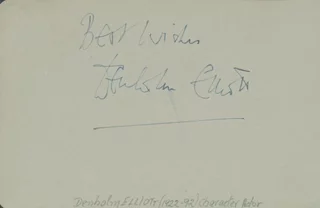 Best Wishes
Denholm Elliott
Denholm ELLIOTT (1922-92) Character Actor